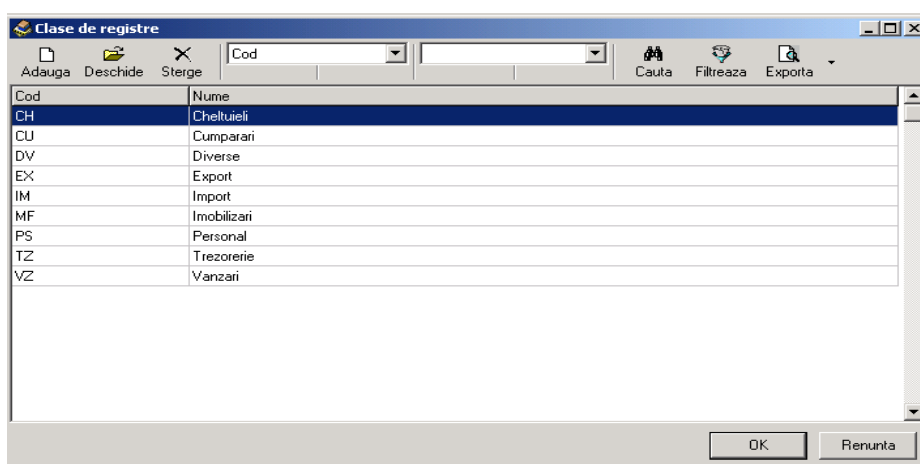 Clase de registre
Adauga Deschide Sterge Cod Cauta Filtreaza Exporta
Cod Nume
CH Cheltuieli
CU Cumparari
DV Diverse
EX Export
IM Import
MF Imobilizari
PS Personal
TZ Trezorerie
VZ Vanzari
OK Renunta